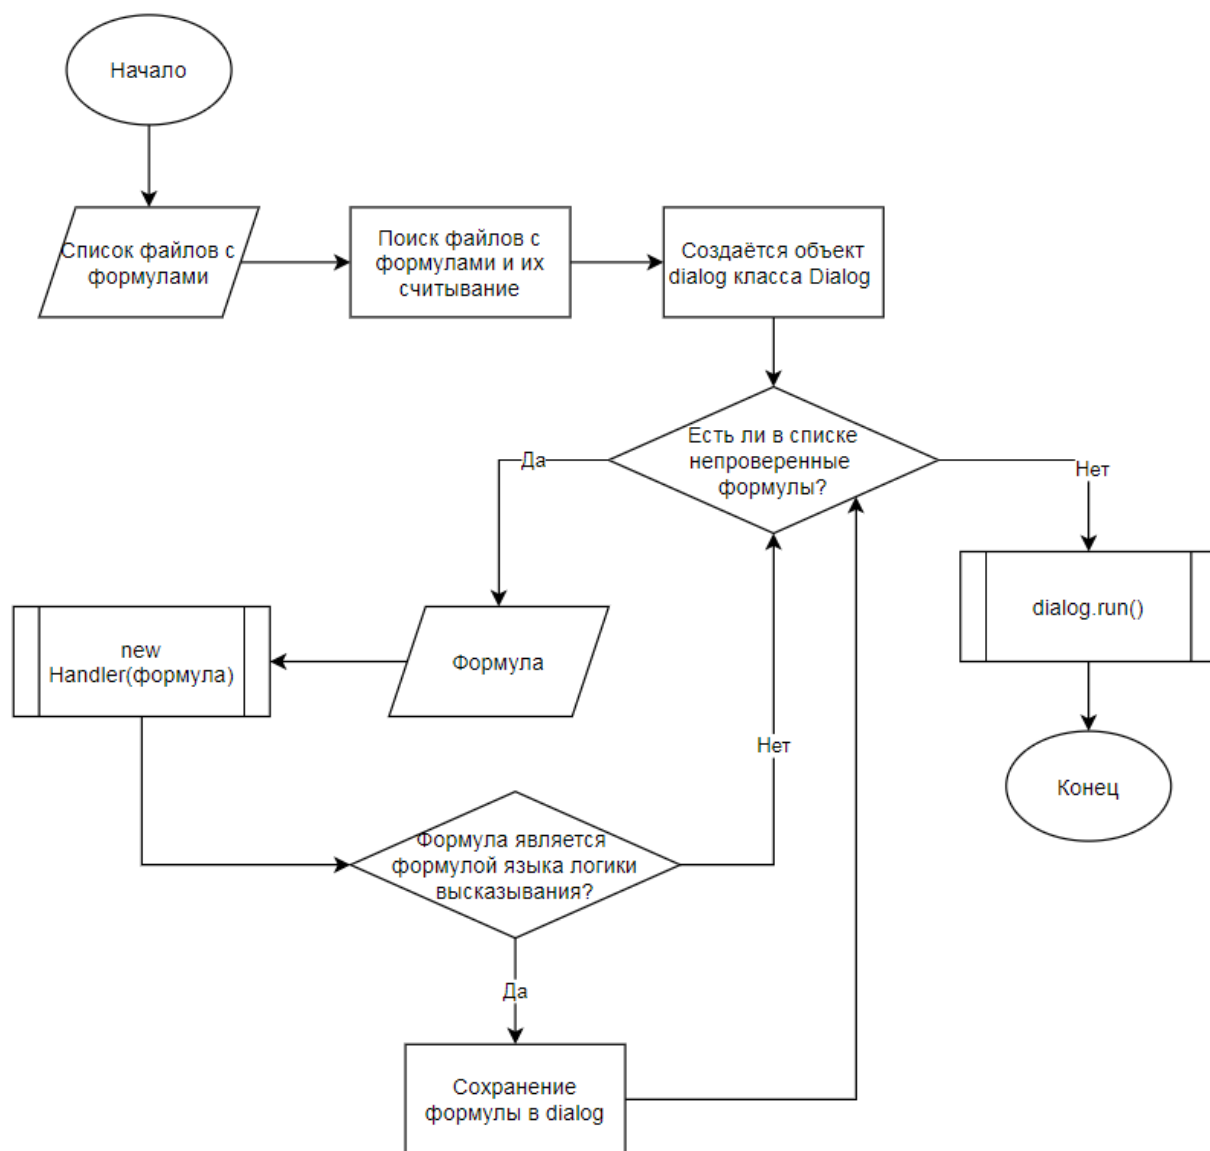 Начало
Список файлов с
формулами
Поиск файлов с
формулами и их
считывание
Создаётся объект
dialog класса Dialog
Есть ли в списке
непроверенные
формулы?
Да
Нет
new
Handler(формула)
Формула
dialog.run()
Нет
Конец
Формула является
формулой языка логики
высказывания?
Да
Сохранение
формулы в dialog